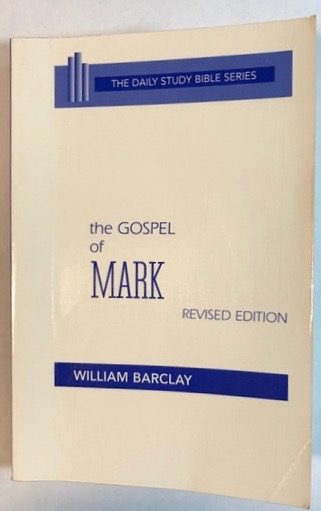 THE DAILY STUDY BIBLE SERIES
the GOSPEL
of
MARK
REVISED EDITION
WILLIAM BARCLAY